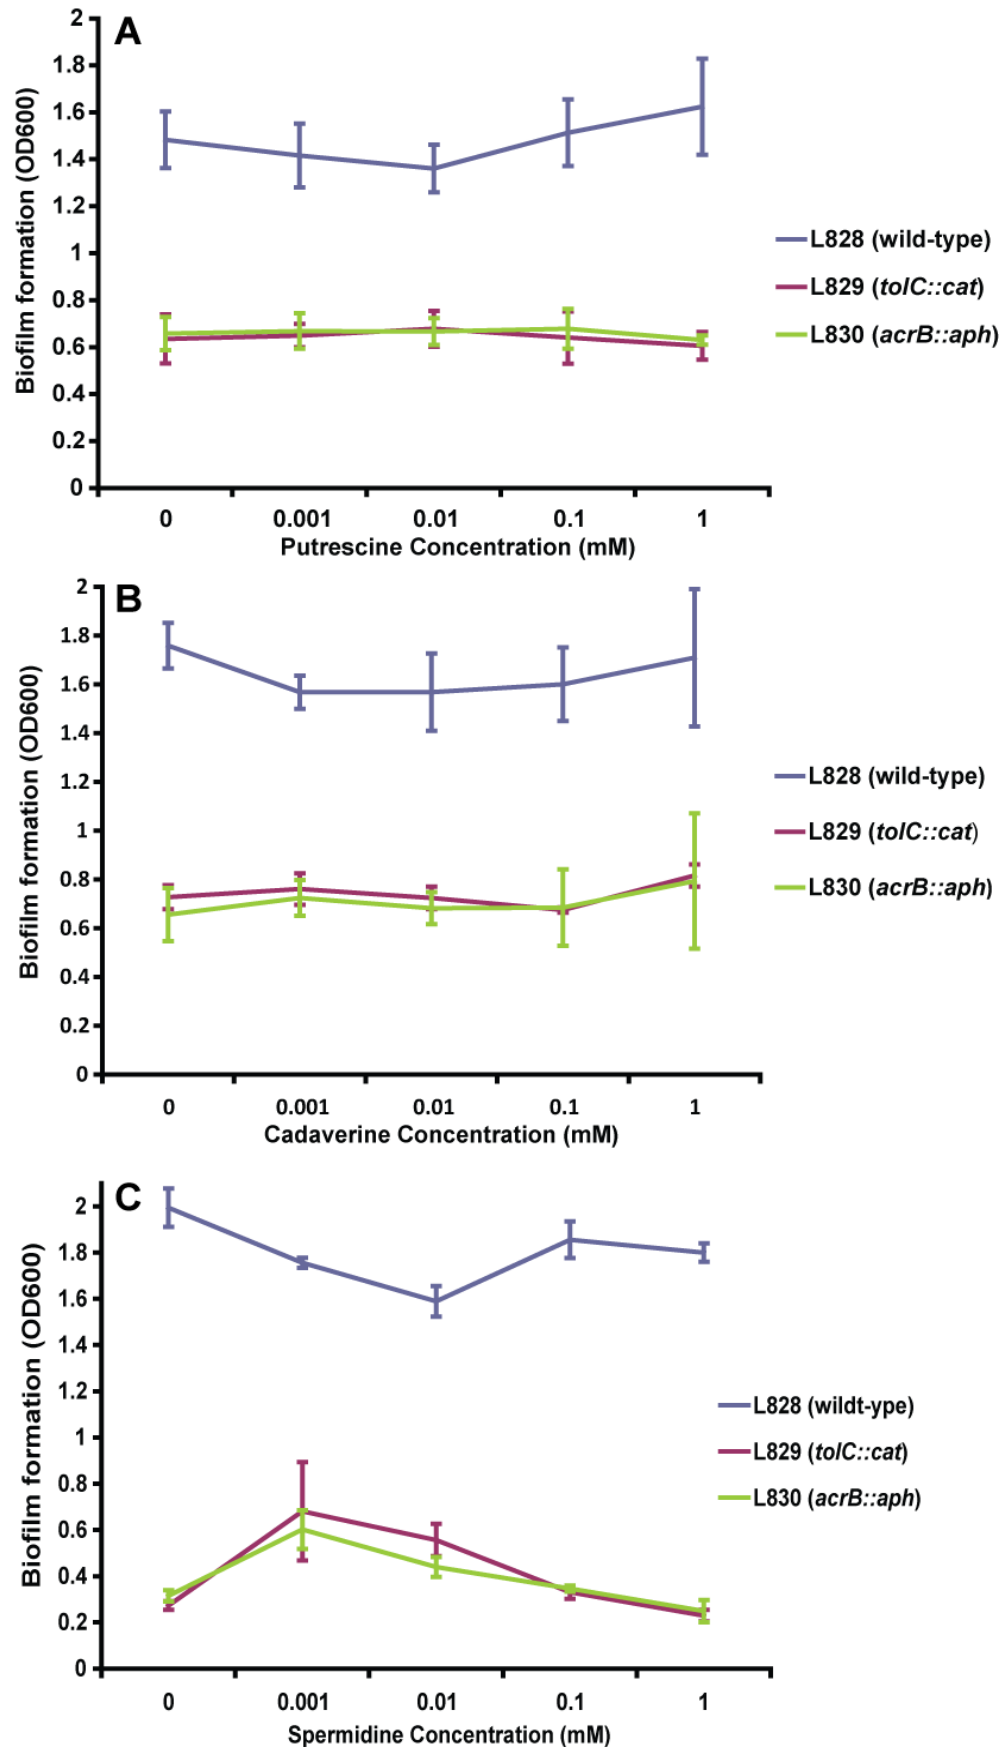 A
2
1.8
1.6
1.4
1.2
1
0.8
0.6
0.4
0.2
0
Biofilm formation (OD600)
0 0.001 0.01 0.1 1
Putrescine Concentration (mM)
L828 (wild-type)
L829 (tolC::cat)
L830 (acrB::aph)
B
2
1.8
1.6
1.4
1.2
1
0.8
0.6
0.4
0.2
0
Biofilm formation (OD600)
0 0.001 0.01 0.1 1
Cadaverine Concentration (mM)
L828 (wild-type)
L829 (tolC::cat)
L830 (acrB::aph)
C
2
1.8
1.6
1.4
1.2
1
0.8
0.6
0.4
0.2
0
Biofilm formation (OD600)
0 0.001 0.01 0.1 1
Spermidine Concentration (mM)
L828 (wildt-ype)
L829 (tolC::cat)
L830 (acrB::aph)